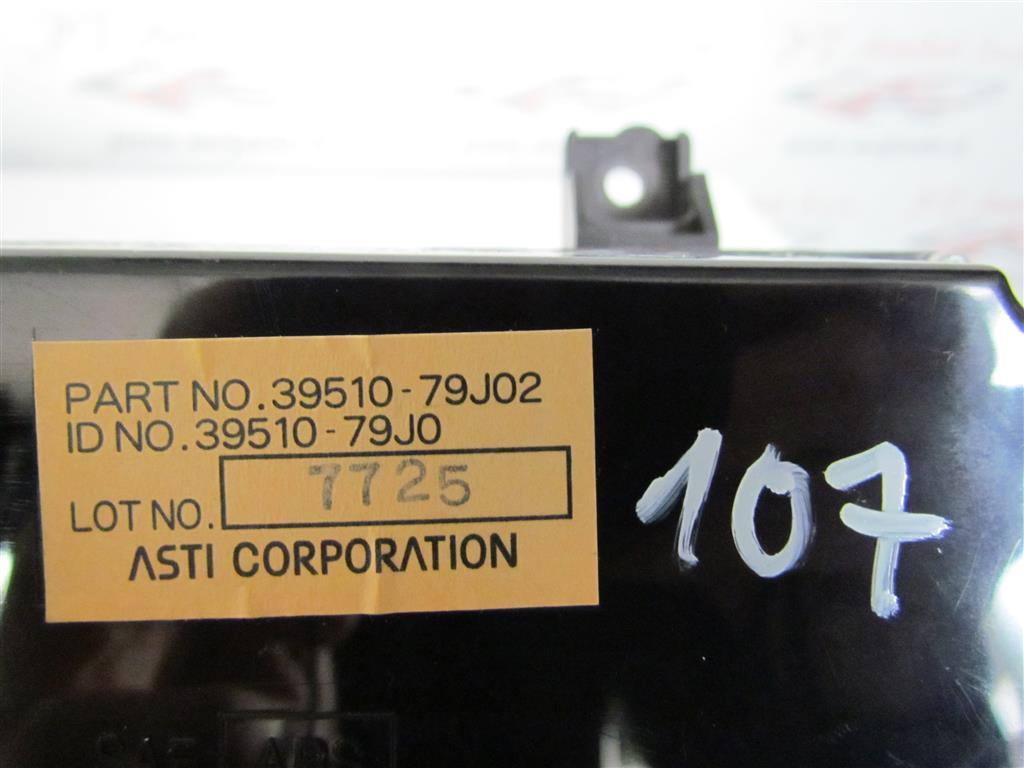 PART NO. 39510-79J02
ID NO. 39510-79J0
LOT NO. 7725
ASTI CORPORATION
107